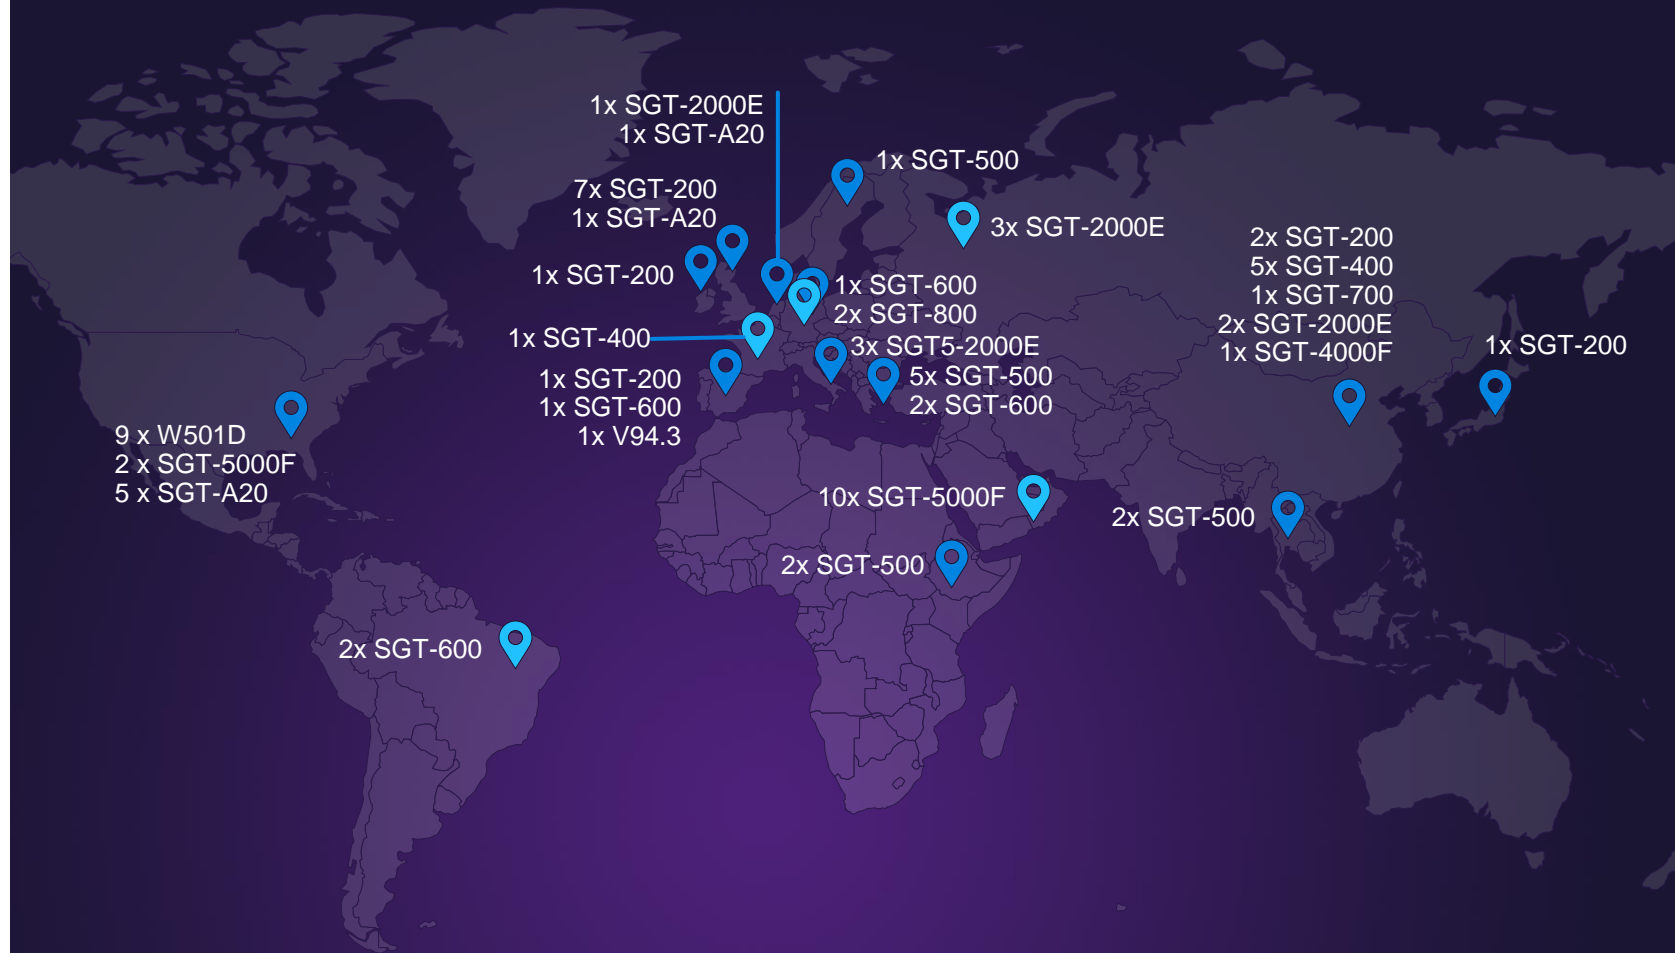 1x SGT-2000E
1x SGT-A20
1x SGT-500
7x SGT-200
1x SGT-A20
3x SGT-2000E
1x SGT-200
1x SGT-600
2x SGT-800
2x SGT-200
5x SGT-400
1x SGT-700
2x SGT-2000E
1x SGT-4000F
1x SGT-200
1x SGT-400
3x SGT5-2000E
1x SGT-200
1x SGT-600
1x V94.3
5x SGT-500
2x SGT-600
9 x W501D
2 x SGT-5000F
5 x SGT-A20
10x SGT-5000F
2x SGT-500
2x SGT-500
2x SGT-600